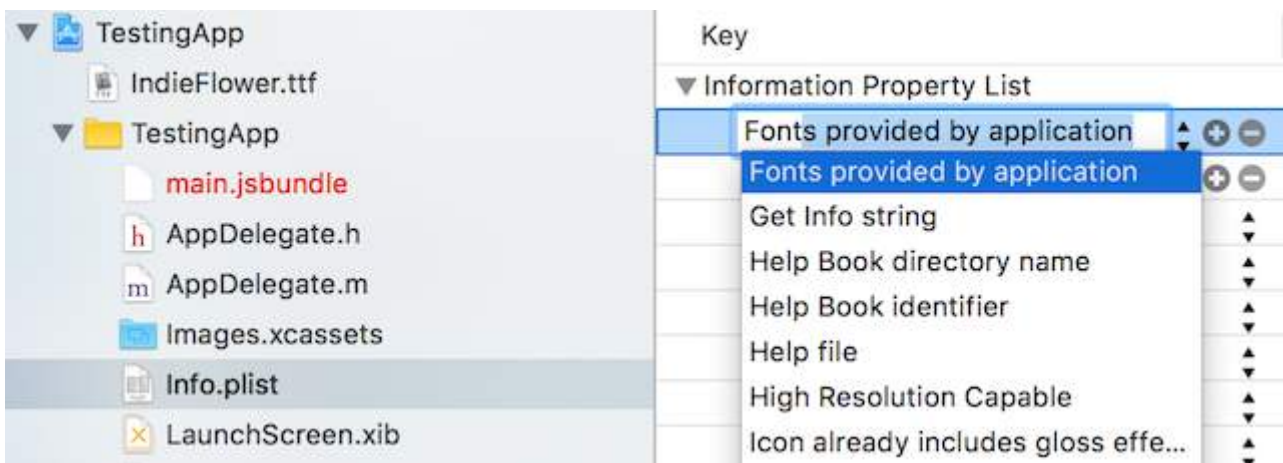 TestingApp
IndieFlower.ttf
TestingApp
main.jsbundle
h AppDelegate.h
m AppDelegate.m
Images.xcassets
Info.plist
LaunchScreen.xib
Key
Information Property List
Fonts provided by application
Fonts provided by application
Get Info string
Help Book directory name
Help Book identifier
Help file
High Resolution Capable
Icon already includes gloss effe...